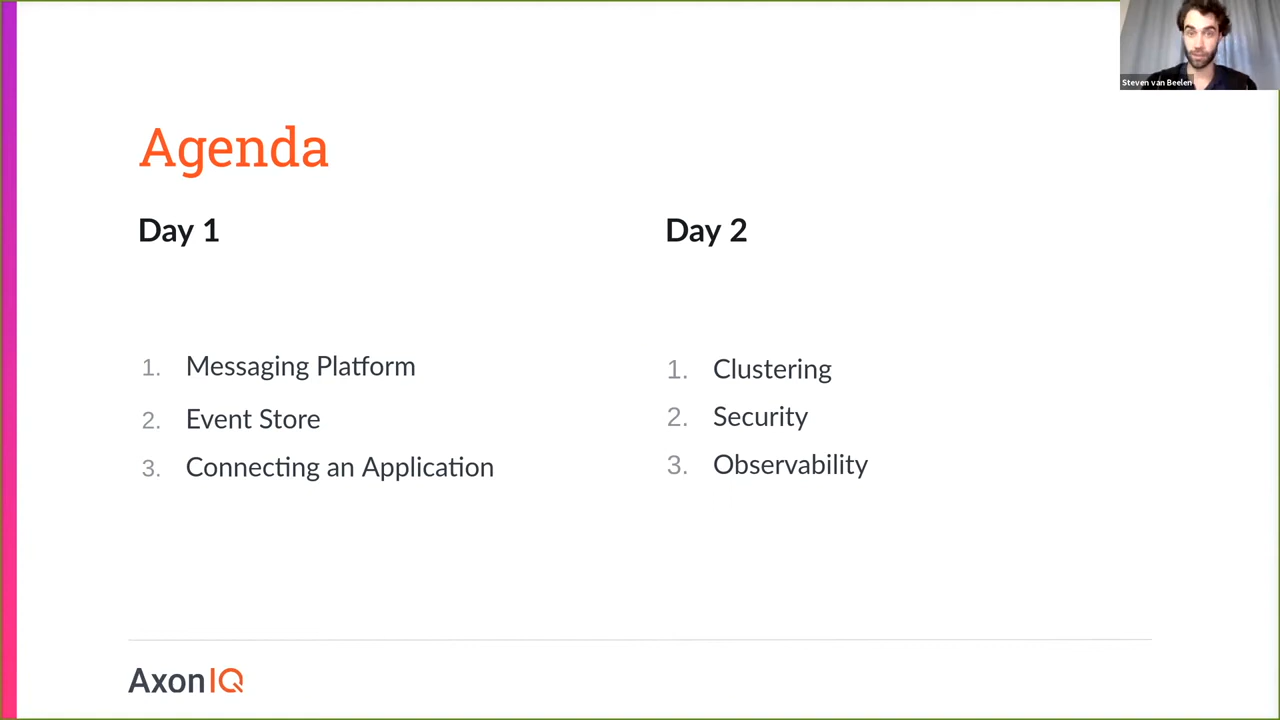 Steven van Beelen
Agenda
Day 1
1. Messaging Platform
2. Event Store
3. Connecting an Application
Day 2
1. Clustering
2. Security
3. Observability
AxonIQ